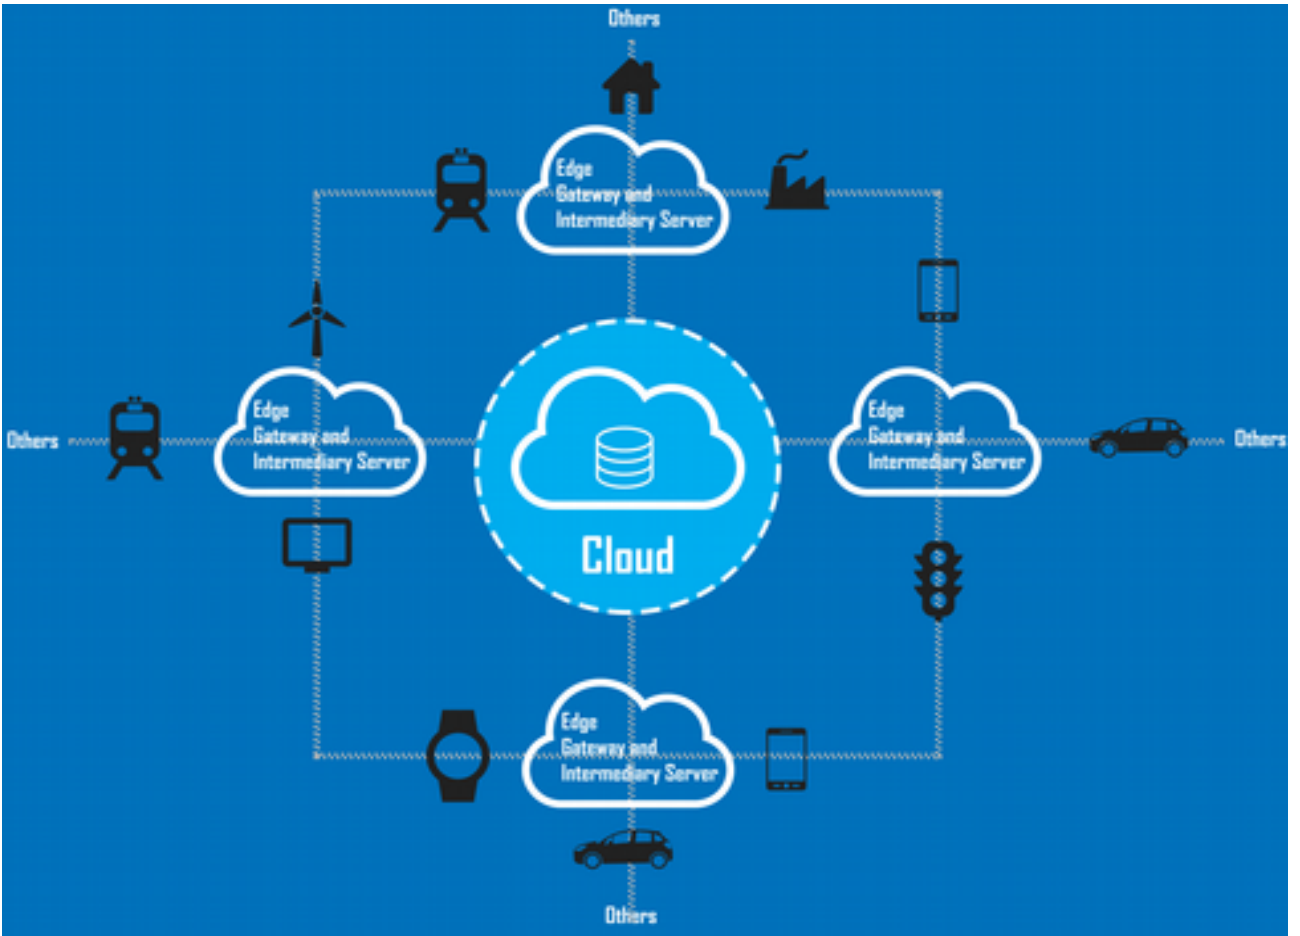 Others
Edge
Gateway and
Intermediary Server
Edge
Gateway and
Intermediary Server
Edge
Gateway and
Intermediary Server
Others
Others
Cloud
Edge
Gateway and
Intermediary Server
Others